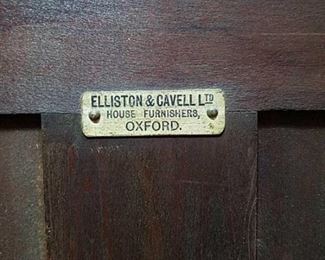 ELLISTON & CAVELL LTD
HOUSE FURNISHERS,
OXFORD.